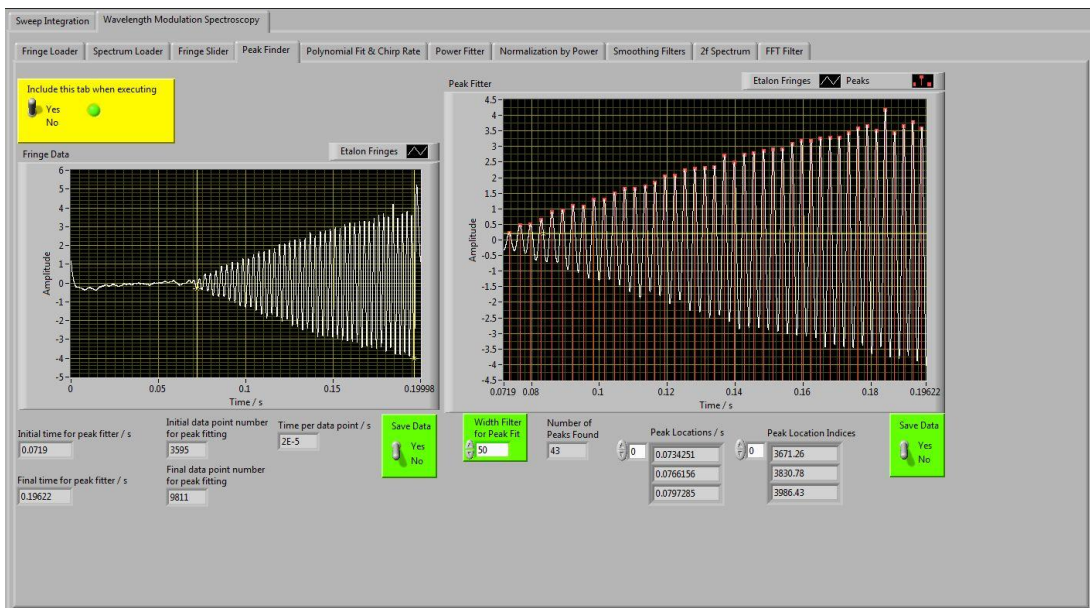 Sweep Integration Wavelength Modulation Spectroscopy
Fringe Loader Spectrum Loader Fringe Slider Peak Finder Polynomial Fit & Chirp Rate Power Fitter Normalization by Power Smoothing Filters 2f Spectrum FFT Filter
Include this tab when executing
Yes
No
Fringe Data
Etalon Fringes
6
5
4
3
2
1
0
-1
-2
-3
-4
-5
Amplitude
0 0.05 0.1 0.15 0.19998
Time / s
Peak Fitter
Etalon Fringes Peaks
4.5
4
3.5
3
2.5
2
1.5
1
0.5
0
-0.5
-1
-1.5
-2
-2.5
-3
-3.5
-4
-4.5
Amplitude
0.0719 0.08 0.1 0.12 0.14 0.16 0.18 0.19622
Time / s
Initial time for peak fitter / s
0.0719
Final time for peak fitter / s
0.19622
Initial data point number
for peak fitting
3595
Final data point number
for peak fitting
9811
Time per data point / s
2E-5
Save Data
Yes
No
Width Filter
for Peak Fit
50
Number of
Peaks Found
43
Peak Locations / s
0
0.0734251
0.0766156
0.0797285
Peak Location Indices
0
3671.26
3830.78
3986.43
Save Data
Yes
No